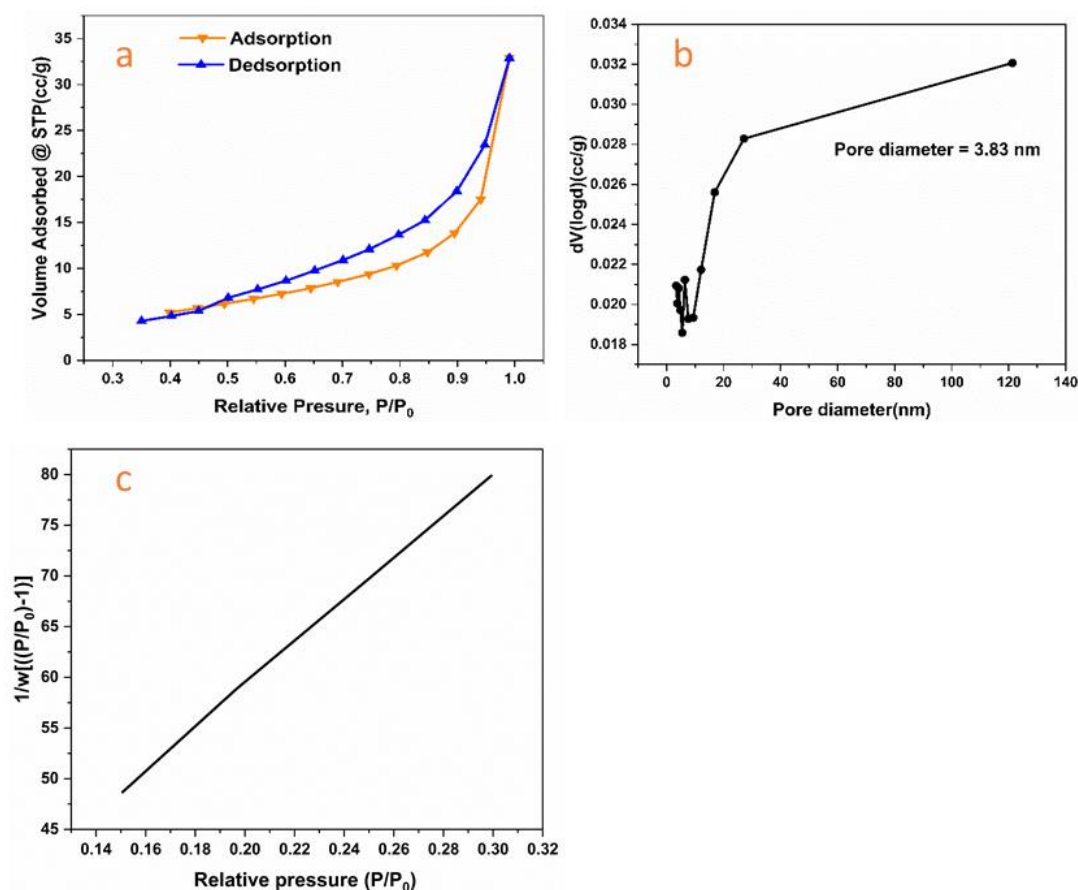 a
Adsorption
Dedsorption
35
30
25
20
15
10
5
0
Volume Adsorbed @ STP(cc/g)
0.3 0.4 0.5 0.6 0.7 0.8 0.9 1.0
Relative Presure, P/P0
b
0.034
0.032
0.030
0.028
0.026
0.024
0.022
0.020
0.018
dV(logd)(cc/g)
Pore diameter = 3.83 nm
0 20 40 60 80 100 120 140
Pore diameter(nm)
c
80
75
70
65
60
55
50
45
1/w[((P/P0)-1)]
0.14 0.16 0.18 0.20 0.22 0.24 0.26 0.28 0.30 0.32
Relative pressure (P/P0)